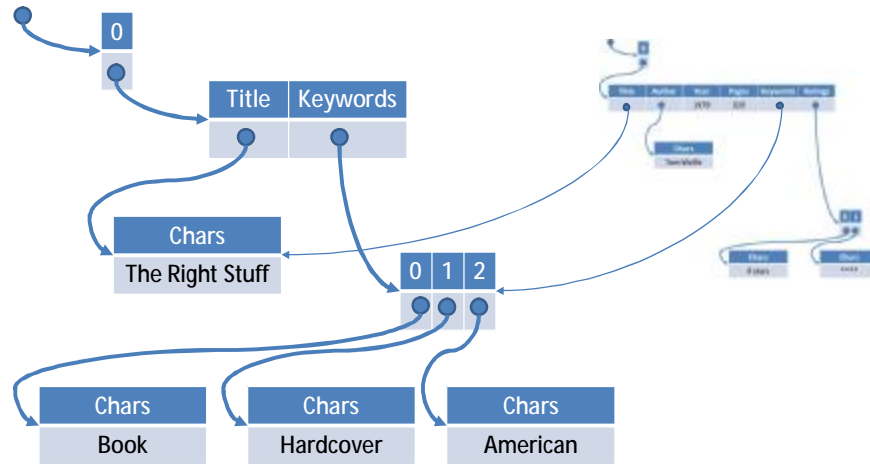 0
Title Keywords
Chars
The Right Stuff
0 1 2
Chars Chars Chars
Book Hardcover American
Title Author Year Pages Keywords Ratings
1979 320
Chars
Tom Wolfe
Chars Chars